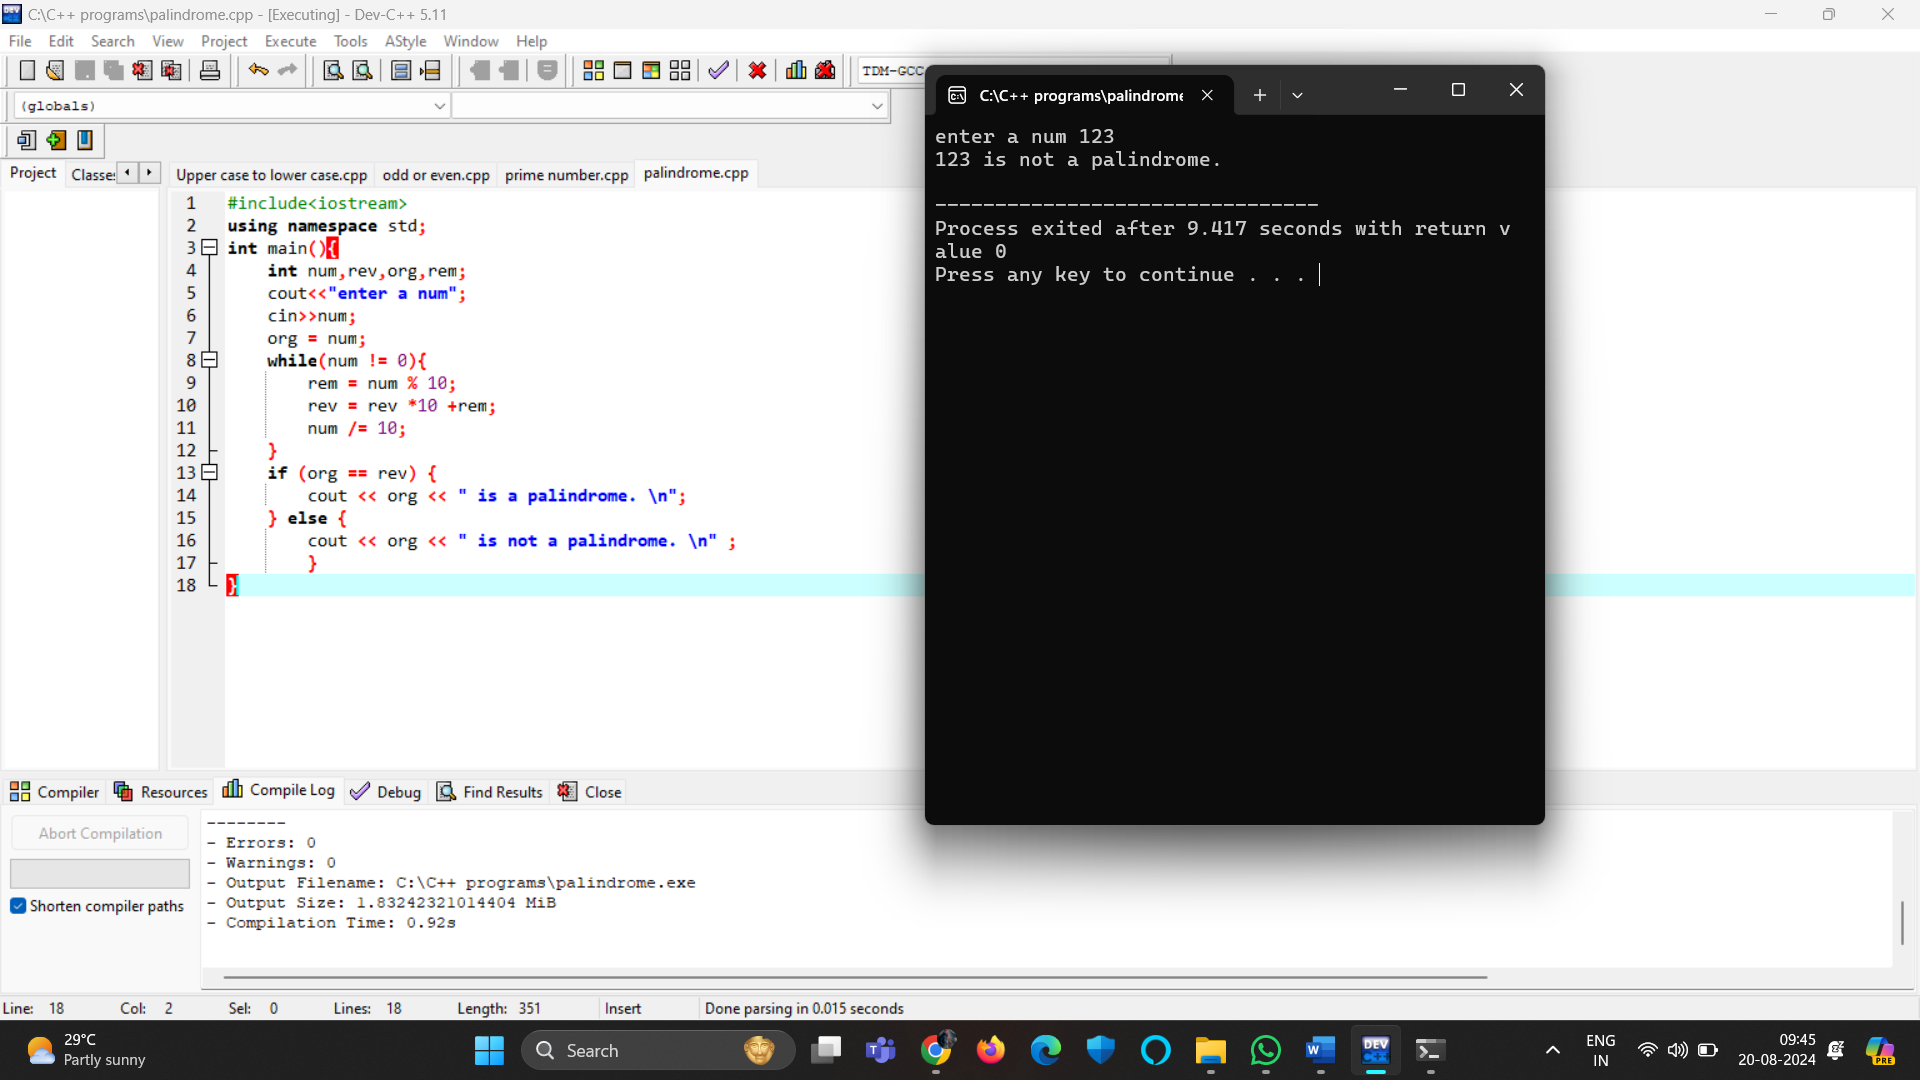 C:\C++ programs\palindrome.cpp - [Executing] - Dev-C++ 5.11
File Edit Search View Project Execute Tools AStyle Window Help
TDM-GCC
(globals)
Project Classes
Upper case to lower case.cpp odd or even.cpp prime number.cpp palindrome.cpp
1 #include<iostream>
2 using namespace std;
3 int main(){
4 int num,rev,org,rem;
5 cout<<"enter a num";
6 cin>>num;
7 org = num;
8 while(num != 0){
9 rem = num % 10;
10 rev = rev *10 +rem;
11 num /= 10;
12 }
13 if (org == rev) {
14 cout << org << " is a palindrome. \n";
15 } else {
16 cout << org << " is not a palindrome. \n" ;
17 }
18 }
C:\C++ programs\palindrome
enter a num 123
123 is not a palindrome.
--------------------------------
Process exited after 9.417 seconds with return v
alue 0
Press any key to continue . . .
Compiler Resources Compile Log Debug Find Results Close
Abort Compilation
Shorten compiler paths
--------
- Errors: 0
- Warnings: 0
- Output Filename: C:\C++ programs\palindrome.exe
- Output Size: 1.83242321014404 MiB
- Compilation Time: 0.92s
Line: 18 Col: 2 Sel: 0 Lines: 18 Length: 351 Insert Done parsing in 0.015 seconds
29°C
Partly sunny
Search
DEV
C++
ENG
IN
09:45
20-08-2024
PRE